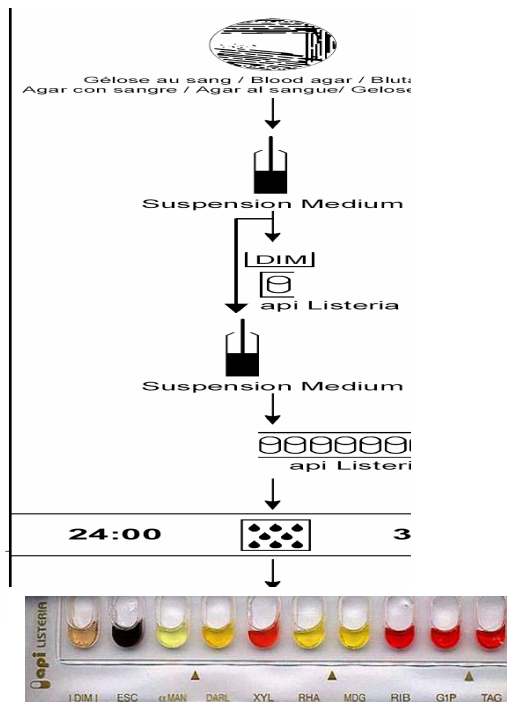 Gélose au sang / Blood agar / Bluta
Agar con sangre / Agar al sangue/ Gelose
Suspension Medium
DIM
api Listeria
Suspension Medium
api Listeri
24:00 3
api LISTERIA
DIM ESC αMAN DARL XYL RHA MDG RIB G1P TAG